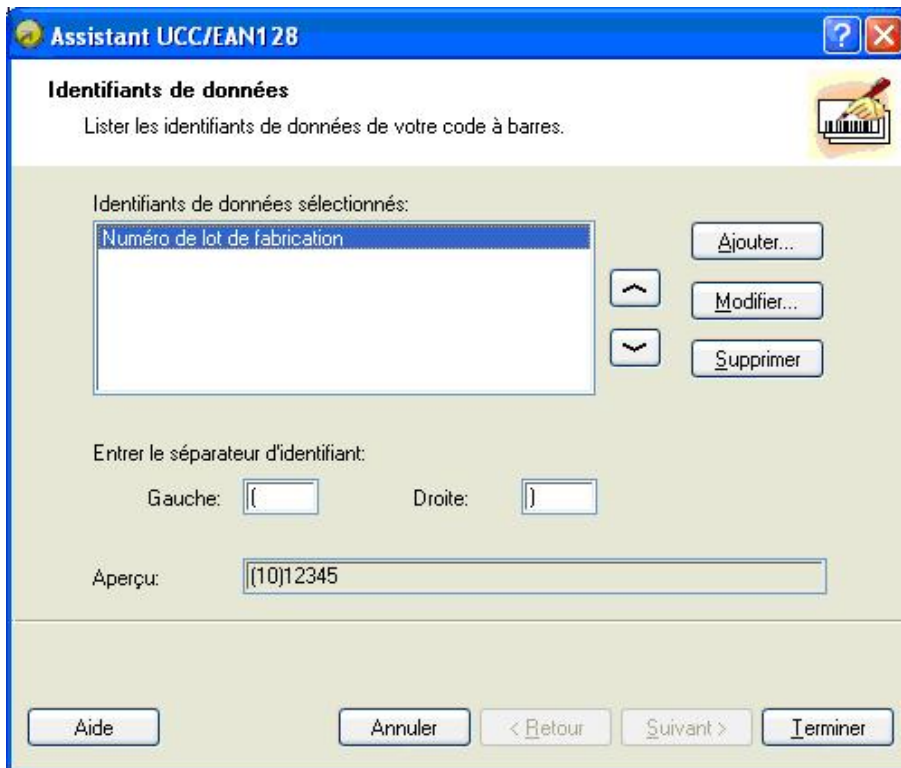 Assistant UCC/EAN128
Identifiants de données
Lister les identifiants de données de votre code à barres.
Identifiants de données sélectionnés:
Numéro de lot de fabrication
Ajouter...
Modifier...
Supprimer
Entrer le séparateur d'identifiant:
Gauche: ( Droite: )
Aperçu: (10)12345
Aide Annuler < Retour Suivant > Terminer